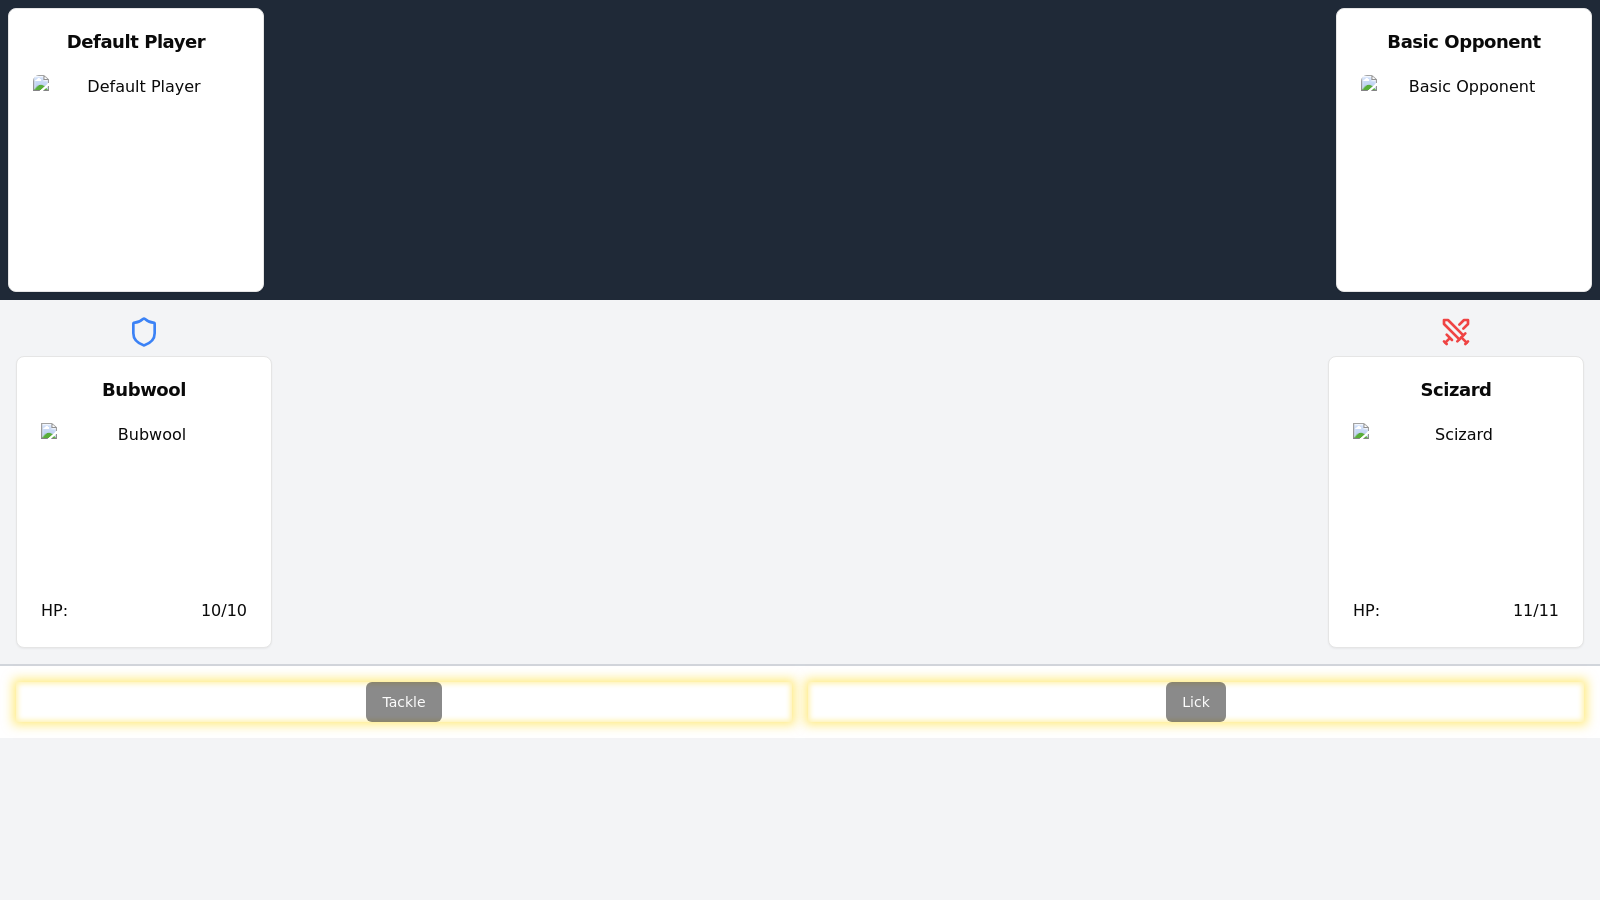 Default Player
Default Player
Basic Opponent
Basic Opponent
Bubwool
Bubwool
HP: 10/10
Scizard
Scizard
HP: 11/11
Tackle
Lick